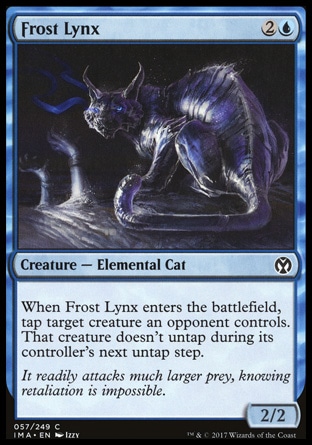 Frost Lynx 2
Creature — Elemental Cat
When Frost Lynx enters the battlefield,
tap target creature an opponent controls.
That creature doesn't untap during its
controller's next untap step.
It readily attacks much larger prey, knowing
retaliation is impossible.
2/2
057/249 C
IMA • EN Izzy
™ & © 2017 Wizards of the Coast